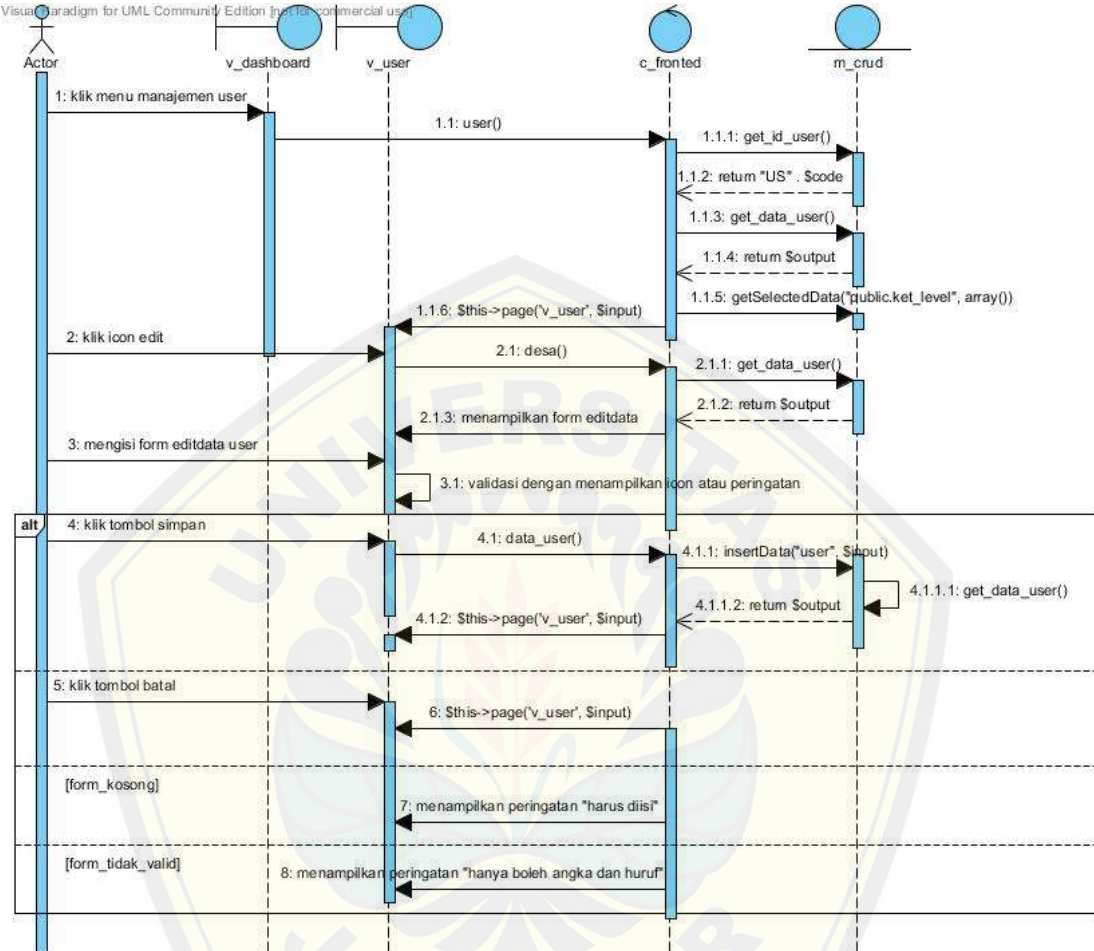 Visual Paradigm for UML Community Edition [not for commercial use]
Actor
v_dashboard
v_user
c_fronted
m_crud
1: klik menu manajemen user
1.1: user()
1.1.1: get_id_user()
1.1.2: return "US" . $code
1.1.3: get_data_user()
1.1.4: return $output
1.1.5: getSelectedData("public.ket_level", array())
1.1.6: $this->page('v_user', $input)
2: klik icon edit
2.1: desa()
2.1.1: get_data_user()
2.1.2: return $output
2.1.3: menampilkan form editdata
3: mengisi form editdata user
3.1: validasi dengan menampilkan icon atau peringatan
alt
4: klik tombol simpan
4.1: data_user()
4.1.1: insertData("user", $input)
4.1.1.1: get_data_user()
4.1.1.2: return $output
4.1.2: $this->page('v_user', $input)
5: klik tombol batal
6: $this->page('v_user', $input)
[form_kosong]
7: menampilkan peringatan "harus diisi"
[form_tidak_valid]
8: menampilkan peringatan "hanya boleh angka dan huruf"
UNIVERSITAS